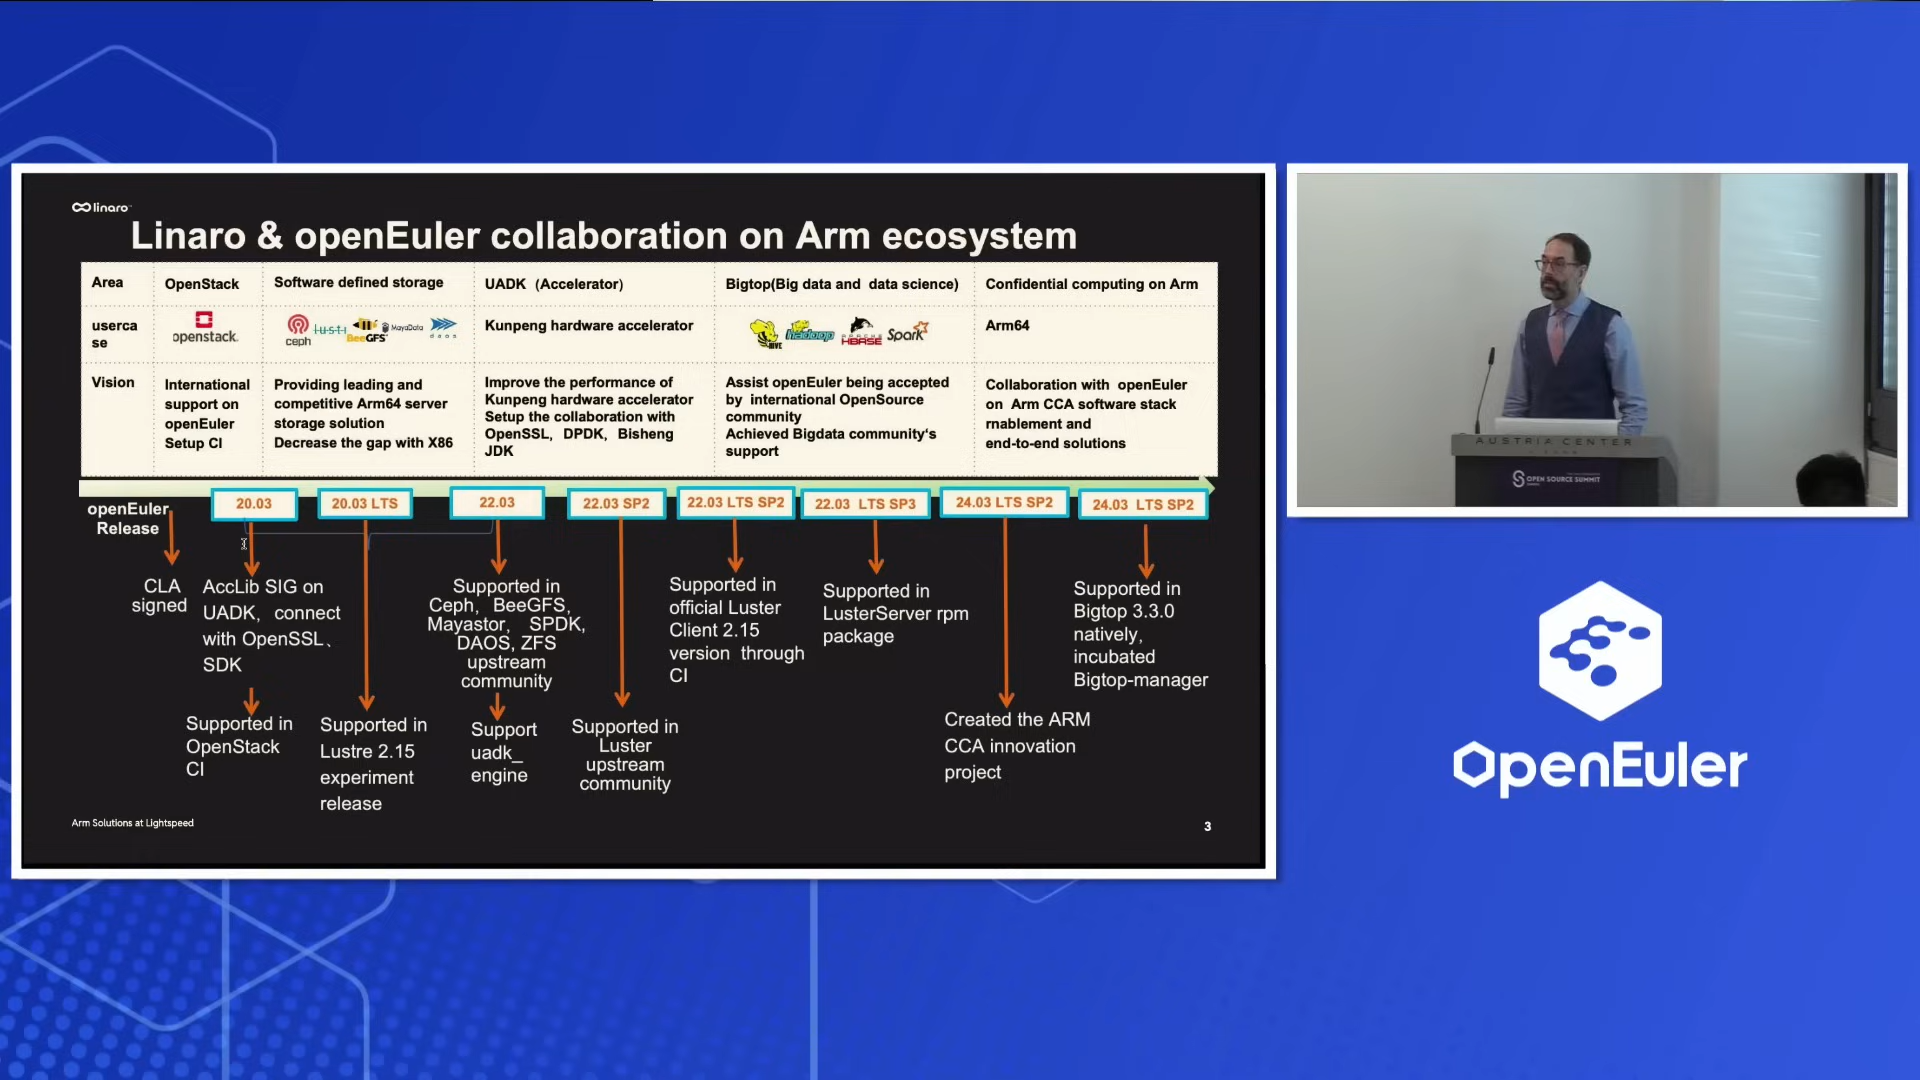 linaro
Linaro & openEuler collaboration on Arm ecosystem
Area
OpenStack
Software defined storage
UADK（Accelerator）
Bigtop(Big data and data science)
Confidential computing on Arm
userca
se
openstack.
ceph
BeeGFS
MayaData
daos
Kunpeng hardware accelerator
HIVE
hadoop
APACHE
HBASE
Spark
Arm64
Vision
International
support on
openEuler
Setup CI
Providing leading and
competitive Arm64 server
storage solution
Decrease the gap with X86
Improve the performance of
Kunpeng hardware accelerator
Setup the collaboration with
OpenSSL，DPDK，Bisheng
JDK
Assist openEuler being accepted
by international OpenSource
community
Achieved Bigdata community's
support
Collaboration with openEuler
on Arm CCA software stack
rnablement and
end-to-end solutions
openEuler
Release
20.03
20.03 LTS
22.03
22.03 SP2
22.03 LTS SP2
22.03 LTS SP3
24.03 LTS SP2
24.03 LTS SP2
CLA
signed
AccLib SIG on
UADK，connect
with OpenSSL、
SDK
Supported in
OpenStack
CI
Supported in
Lustre 2.15
experiment
release
Supported in
Ceph，BeeGFS，
Mayastor，SPDK，
DAOS, ZFS
upstream
community
Support
uadk_
engine
Supported in
Luster
upstream
community
Supported in
official Luster
Client 2.15
version through
CI
Supported in
LusterServer rpm
package
Created the ARM
CCA innovation
project
Supported in
Bigtop 3.3.0
natively,
incubated
Bigtop-manager
Arm Solutions at Lightspeed
3
AUSTRIA CENTER
OPEN SOURCE SUMMIT
OpenEuler